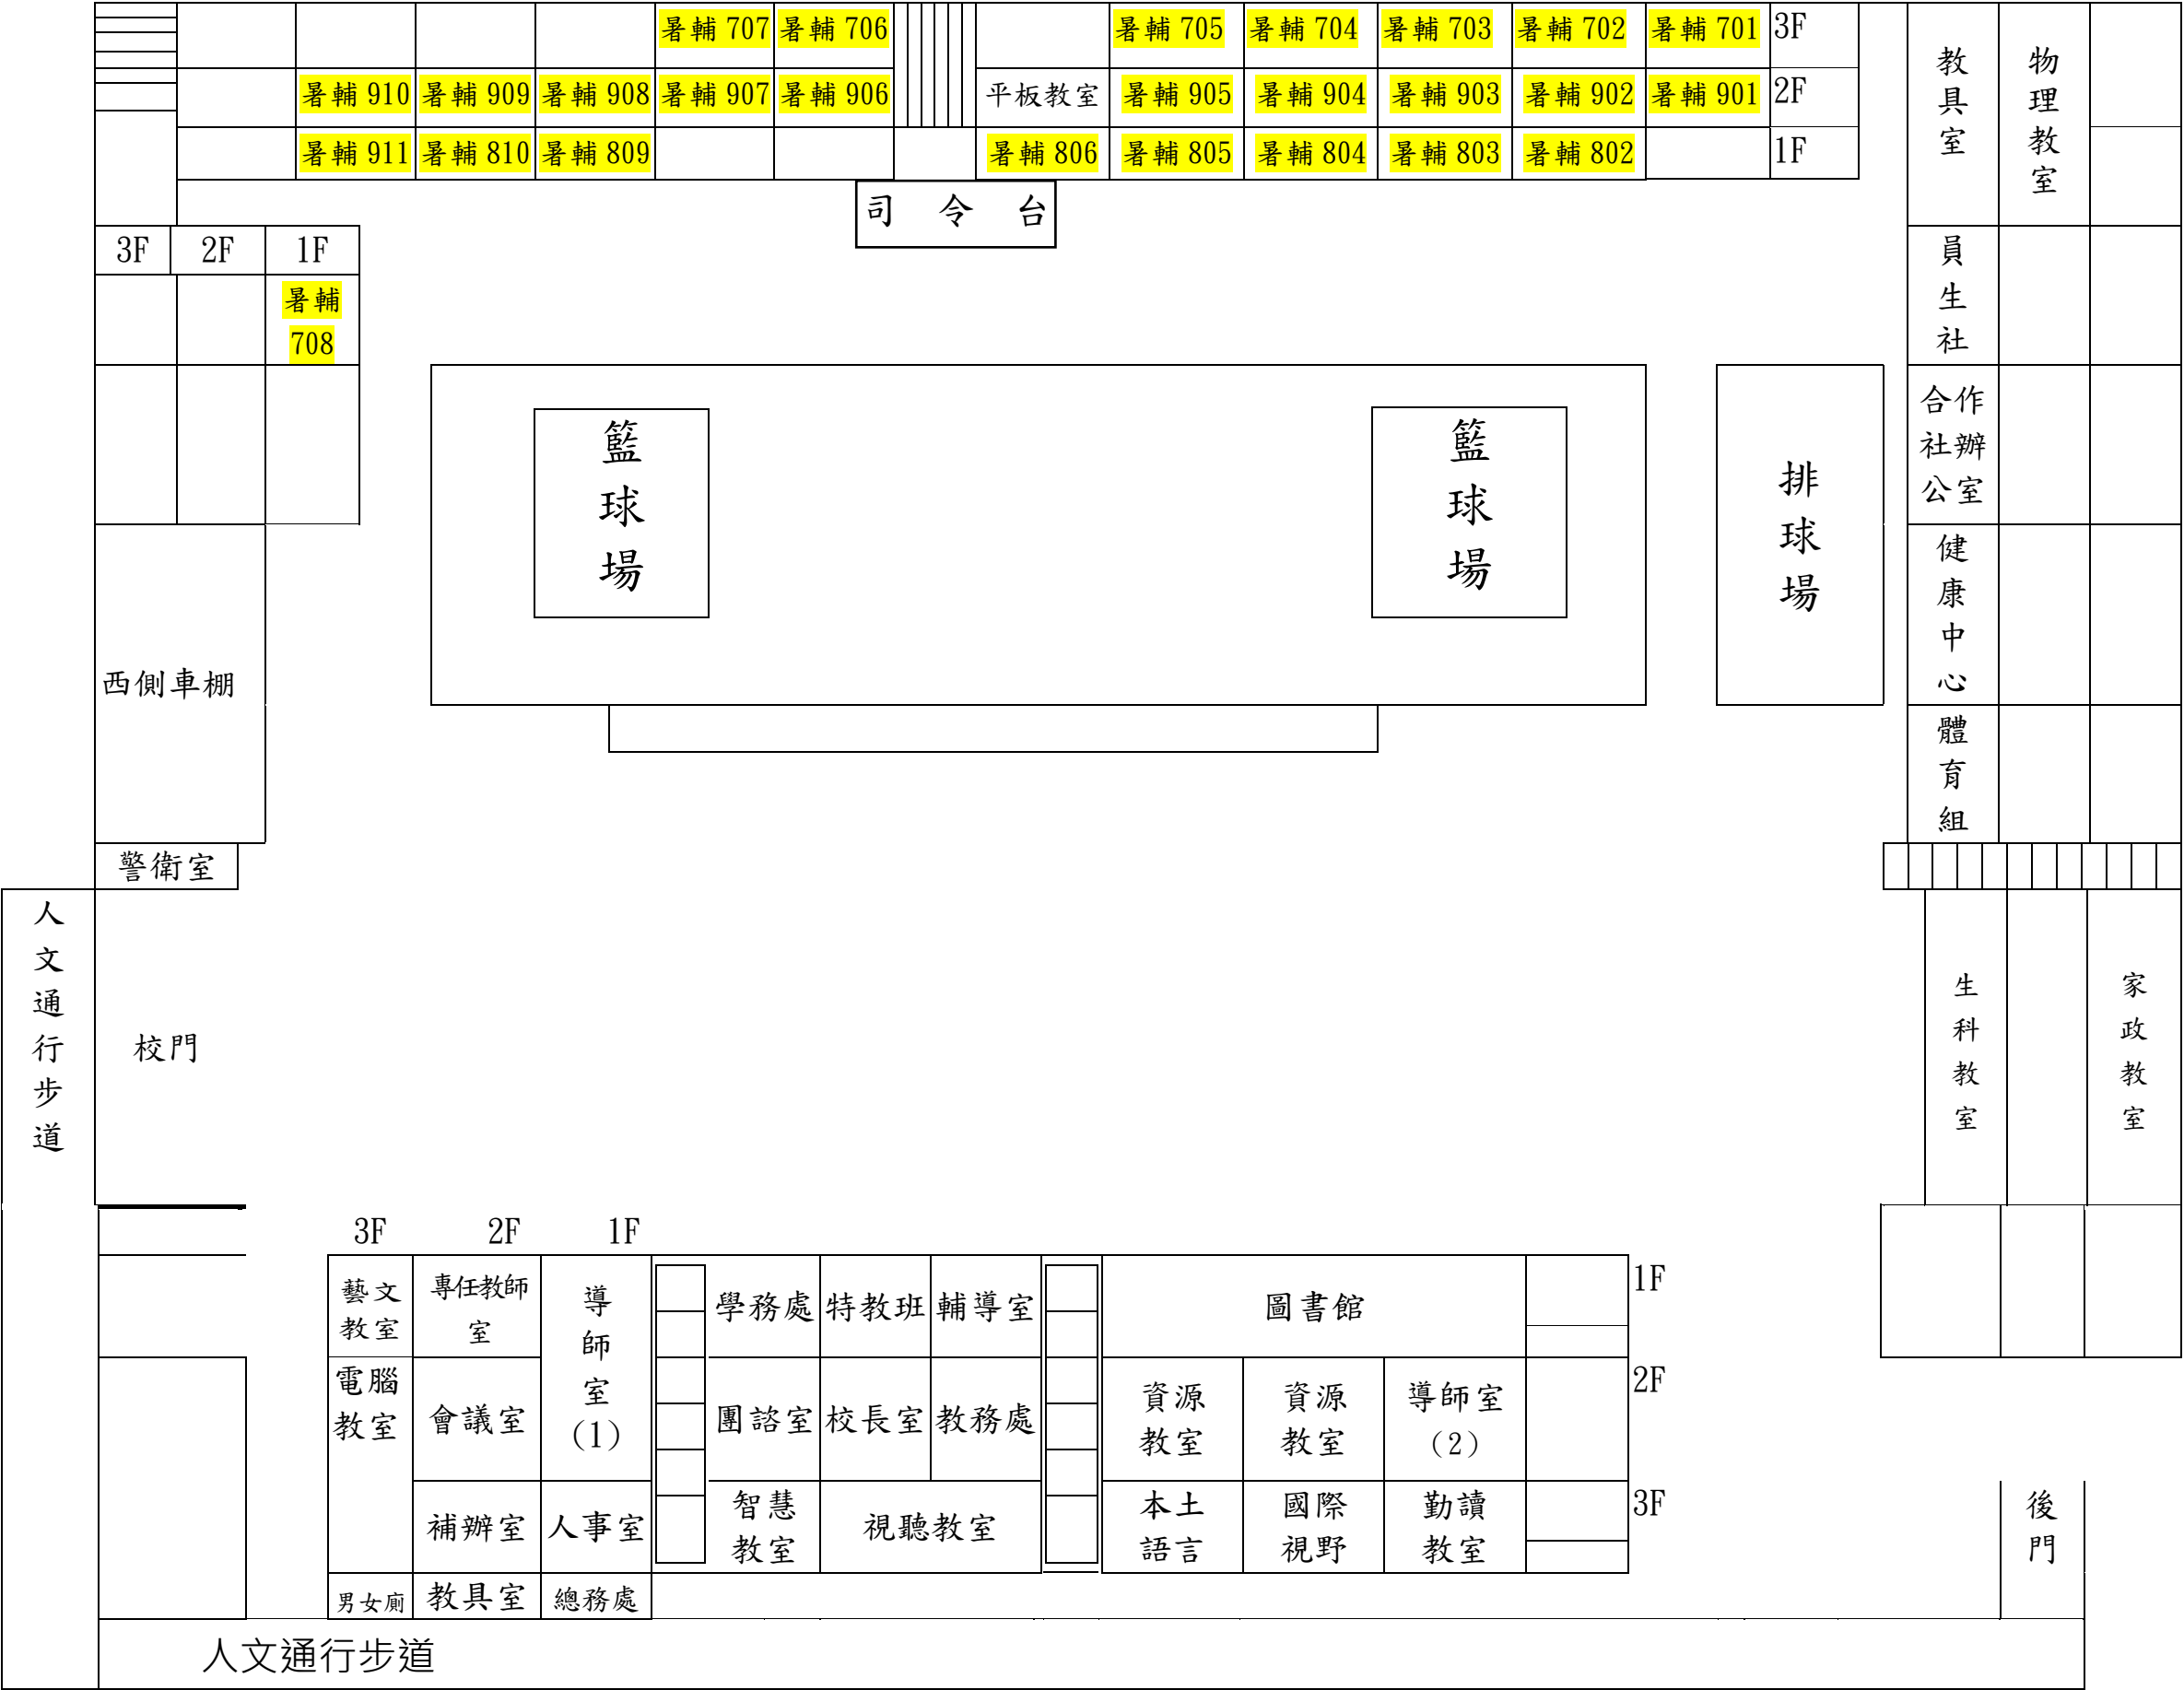 暑輔 707 暑輔 706 暑輔 705 暑輔 704 暑輔 703 暑輔 702 暑輔 701 3F
暑輔 910 暑輔 909 暑輔 908 暑輔 907 暑輔 906 平板教室 暑輔 905 暑輔 904 暑輔 903 暑輔 902 暑輔 901 2F
暑輔 911 暑輔 810 暑輔 809 暑輔 806 暑輔 805 暑輔 804 暑輔 803 暑輔 802 1F
教具室
物理教室
司令台
3F 2F 1F
暑輔
708
員生社
合作
社辦
公室
籃球場
籃球場
排球場
健康中心
西側車棚
體育組
警衛室
人文通行步道
校門
生科教室
家政教室
3F 2F 1F
藝文
教室
專任教師
室
導師室(1)
學務處 特教班 輔導室
圖書館
1F
電腦
教室
會議室
團諮室 校長室 教務處
資源
教室
資源
教室
導師室
(2)
2F
補辦室 人事室
智慧
教室
視聽教室
本土
語言
國際
視野
勤讀
教室
3F
後門
男女廁 教具室 總務處
人文通行步道